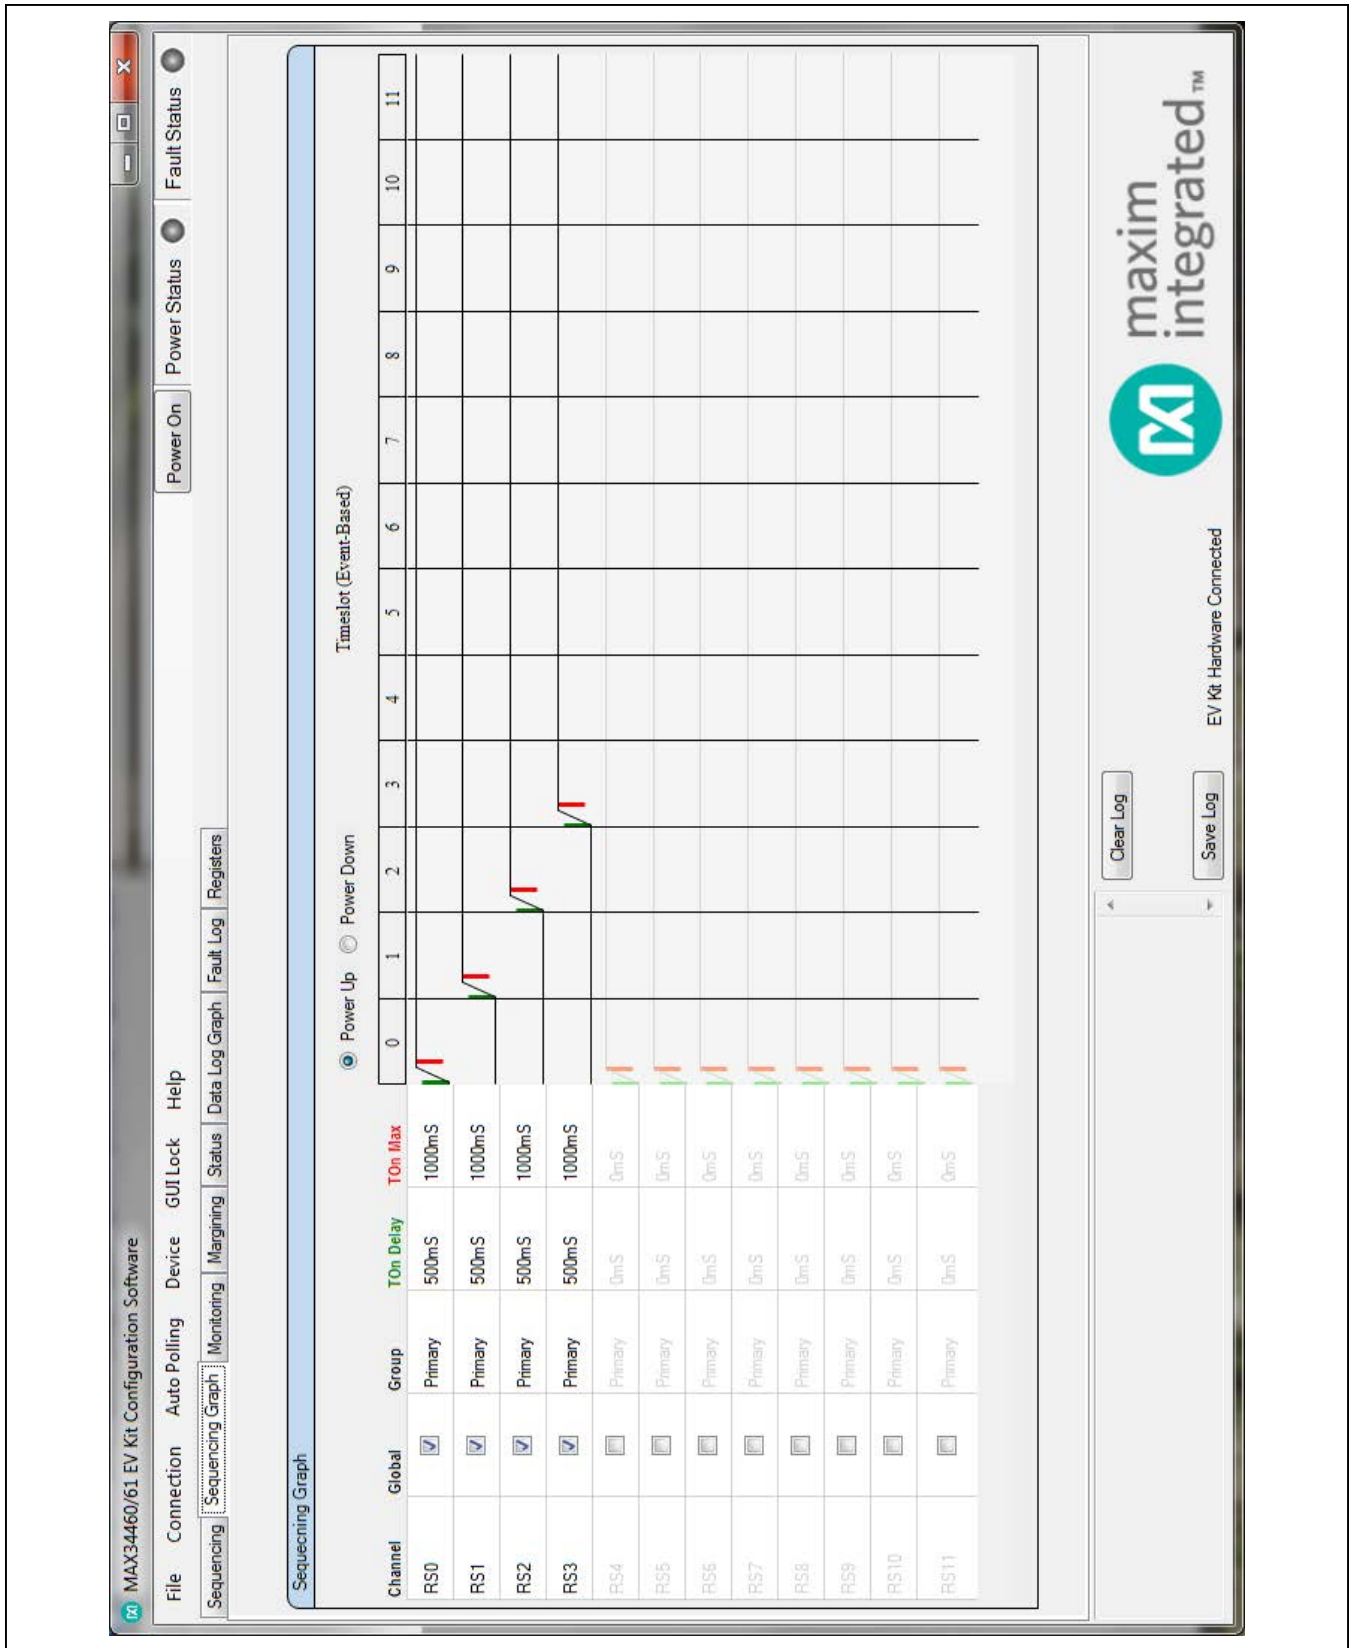 MAX34460/61 EV Kit Configuration Software
File Connection Auto Polling Device GUI Lock Help
Power On Power Status Fault Status
Sequencing Sequencing Graph Monitoring Margining Status Data Log Graph Fault Log Registers
Sequecning Graph
Timeslot (Event-Based)
Power Up Power Down
Channel Global Group TOn Delay TOn Max 0 1 2 3 4 5 6 7 8 9 10 11
RS0 Primary 500mS 1000mS
RS1 Primary 500mS 1000mS
RS2 Primary 500mS 1000mS
RS3 Primary 500mS 1000mS
RS4 Primary 0mS 0mS
RS5 Primary 0mS 0mS
RS6 Primary 0mS 0mS
RS7 Primary 0mS 0mS
RS8 Primary 0mS 0mS
RS9 Primary 0mS 0mS
RS10 Primary 0mS 0mS
RS11 Primary 0mS 0mS
Clear Log
Save Log
EV Kit Hardware Connected
maxim
integrated™